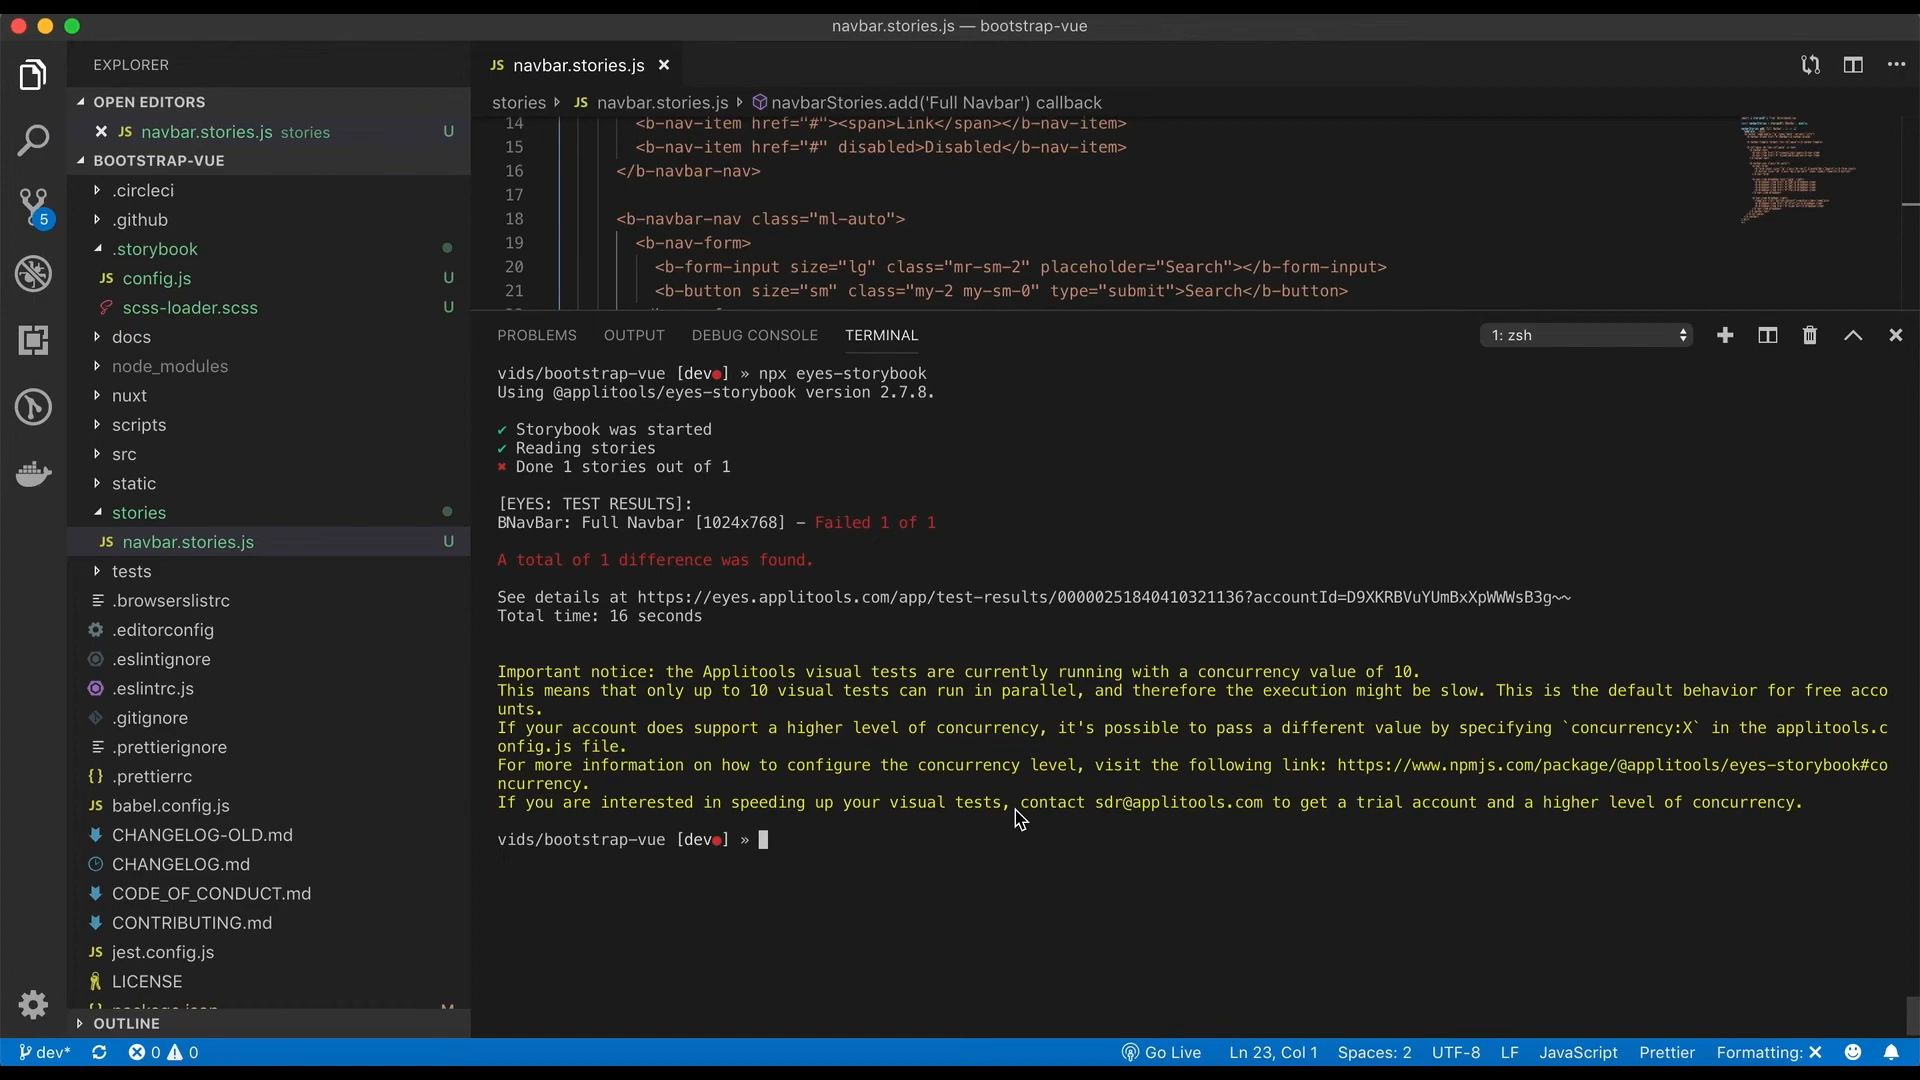 navbar.stories.js — bootstrap-vue
EXPLORER
OPEN EDITORS
JS navbar.stories.js stories U
BOOTSTRAP-VUE
.circleci
.github
.storybook
JS config.js U
scss-loader.scss U
docs
node_modules
nuxt
scripts
src
static
stories
JS navbar.stories.js U
tests
.browserslistrc
.editorconfig
.eslintignore
.eslintrc.js
.gitignore
.prettierignore
{} .prettierrc
JS babel.config.js
CHANGELOG-OLD.md
CHANGELOG.md
CODE_OF_CONDUCT.md
CONTRIBUTING.md
JS jest.config.js
LICENSE
OUTLINE
5
JS navbar.stories.js
stories JS navbar.stories.js navbarStories.add('Full Navbar') callback
14 <b-nav-item href="#"><span>Link</span></b-nav-item>
15 <b-nav-item href="#" disabled>Disabled</b-nav-item>
16 </b-navbar-nav>
17
18 <b-navbar-nav class="ml-auto">
19 <b-nav-form>
20 <b-form-input size="lg" class="mr-sm-2" placeholder="Search"></b-form-input>
21 <b-button size="sm" class="my-2 my-sm-0" type="submit">Search</b-button>
PROBLEMS OUTPUT DEBUG CONSOLE TERMINAL 1: zsh
vids/bootstrap-vue [dev●] » npx eyes-storybook
Using @applitools/eyes-storybook version 2.7.8.
✔ Storybook was started
✔ Reading stories
✖ Done 1 stories out of 1
[EYES: TEST RESULTS]:
BNavBar: Full Navbar [1024x768] – Failed 1 of 1
A total of 1 difference was found.
See details at https://eyes.applitools.com/app/test-results/00000251840410321136?accountId=D9XKRBVuYUmBxXpWWWsB3g~~
Total time: 16 seconds
Important notice: the Applitools visual tests are currently running with a concurrency value of 10.
This means that only up to 10 visual tests can run in parallel, and therefore the execution might be slow. This is the default behavior for free acco
unts.
If your account does support a higher level of concurrency, it's possible to pass a different value by specifying `concurrency:X` in the applitools.c
onfig.js file.
For more information on how to configure the concurrency level, visit the following link: https://www.npmjs.com/package/@applitools/eyes-storybook#co
ncurrency.
If you are interested in speeding up your visual tests, contact sdr@applitools.com to get a trial account and a higher level of concurrency.
vids/bootstrap-vue [dev●] »
dev* 0 0 Go Live Ln 23, Col 1 Spaces: 2 UTF-8 LF JavaScript Prettier Formatting: ✕